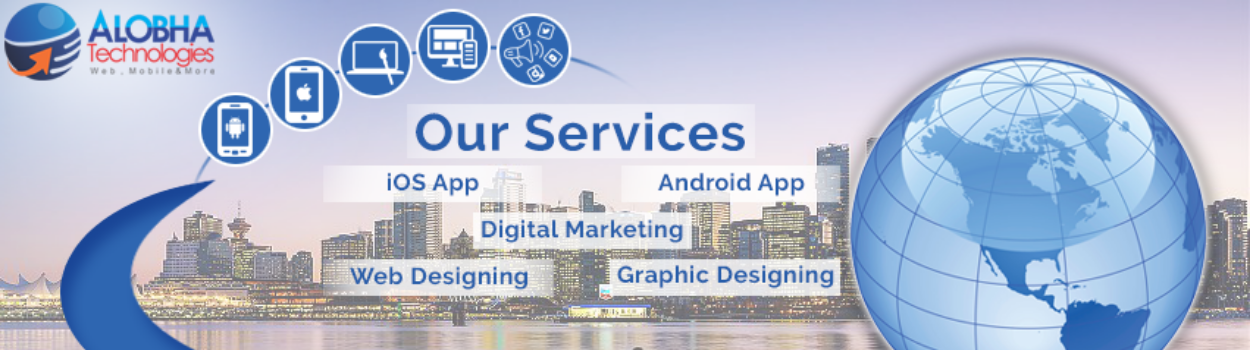 ALOBHA
Technologies
Web, Mobile & More
Our Services
iOS App
Android App
Digital Marketing
Web Designing
Graphic Designing